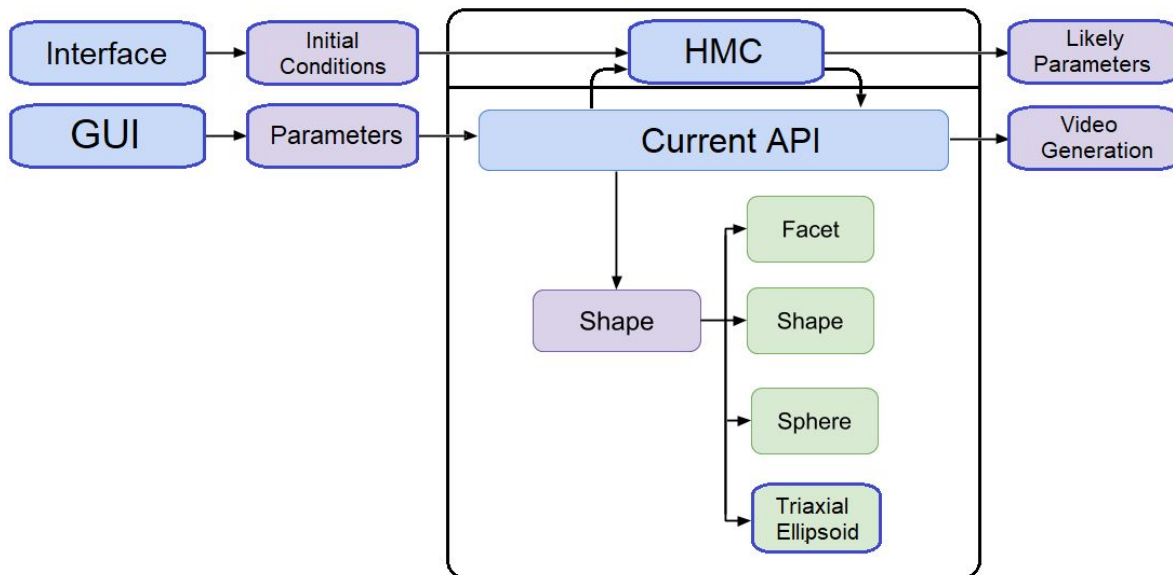 Interface
Initial
Conditions
HMC
Likely
Parameters
GUI
Parameters
Current API
Video
Generation
Facet
Shape
Shape
Sphere
Triaxial
Ellipsoid